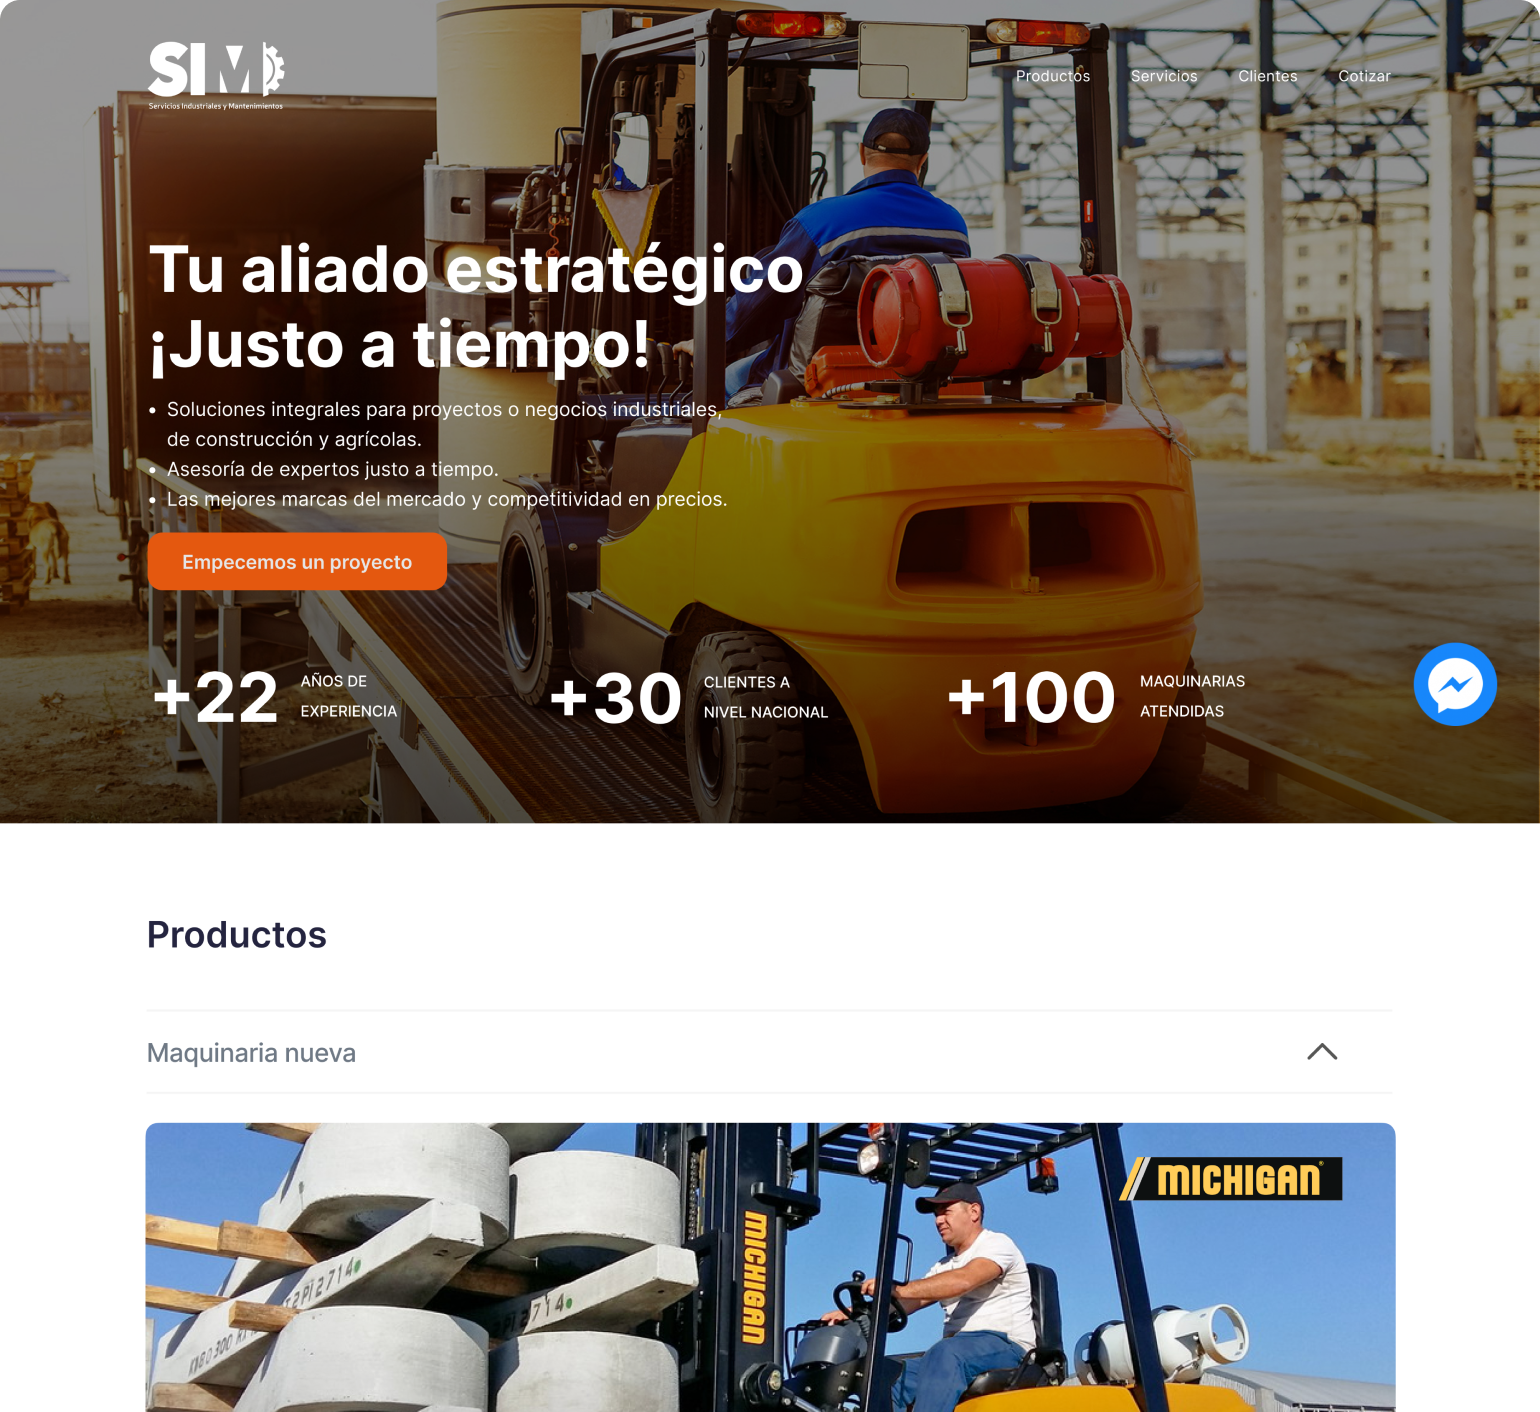 SIM
Servicios Industriales y Mantenimientos
Productos Servicios Clientes Cotizar
Tu aliado estratégico
¡Justo a tiempo!
• Soluciones integrales para proyectos o negocios industriales,
de construcción y agrícolas.
• Asesoría de expertos justo a tiempo.
• Las mejores marcas del mercado y competitividad en precios.
Empecemos un proyecto
+22 AÑOS DE
EXPERIENCIA
+30 CLIENTES A
NIVEL NACIONAL
+100 MAQUINARIAS
ATENDIDAS
Productos
Maquinaria nueva
MICHIGAN®
MICHIGAN
2714
714